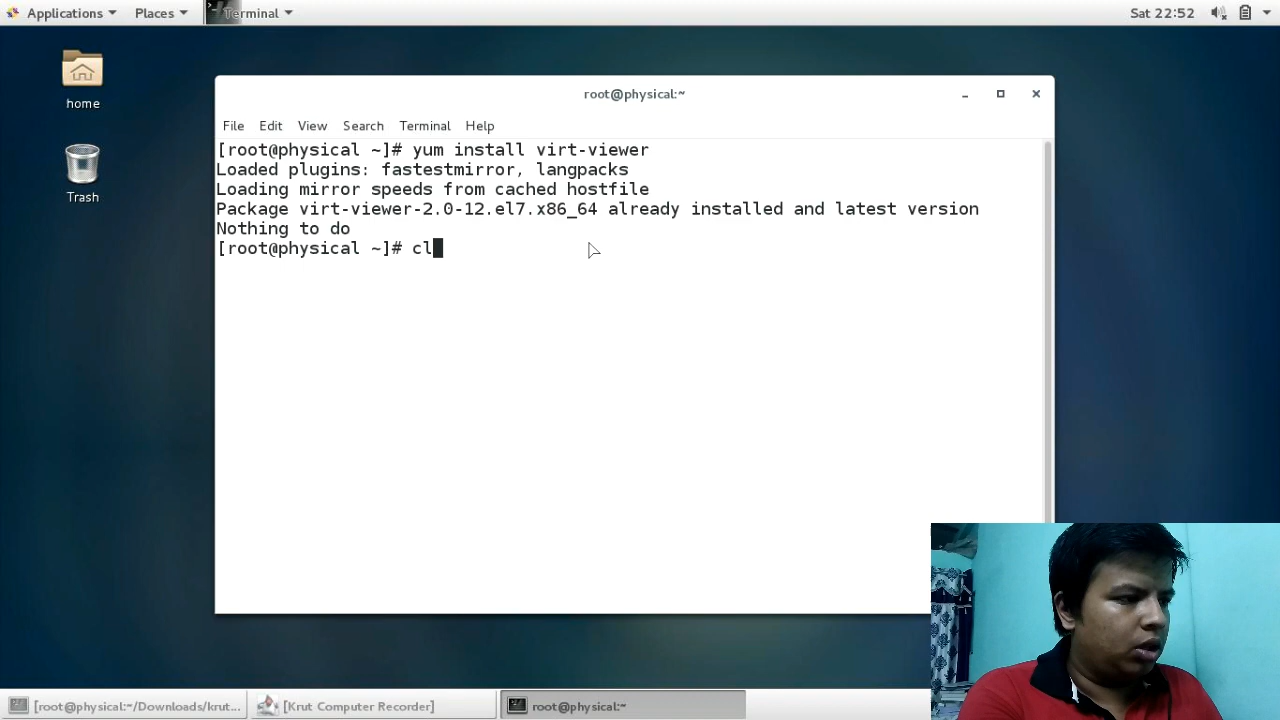 Applications Places Terminal Sat 22:52
home
Trash
root@physical:~
File Edit View Search Terminal Help
[root@physical ~]# yum install virt-viewer
Loaded plugins: fastestmirror, langpacks
Loading mirror speeds from cached hostfile
Package virt-viewer-2.0-12.el7.x86_64 already installed and latest version
Nothing to do
[root@physical ~]# cl
[root@physical:~/Downloads/krut... [Krut Computer Recorder] root@physical:~